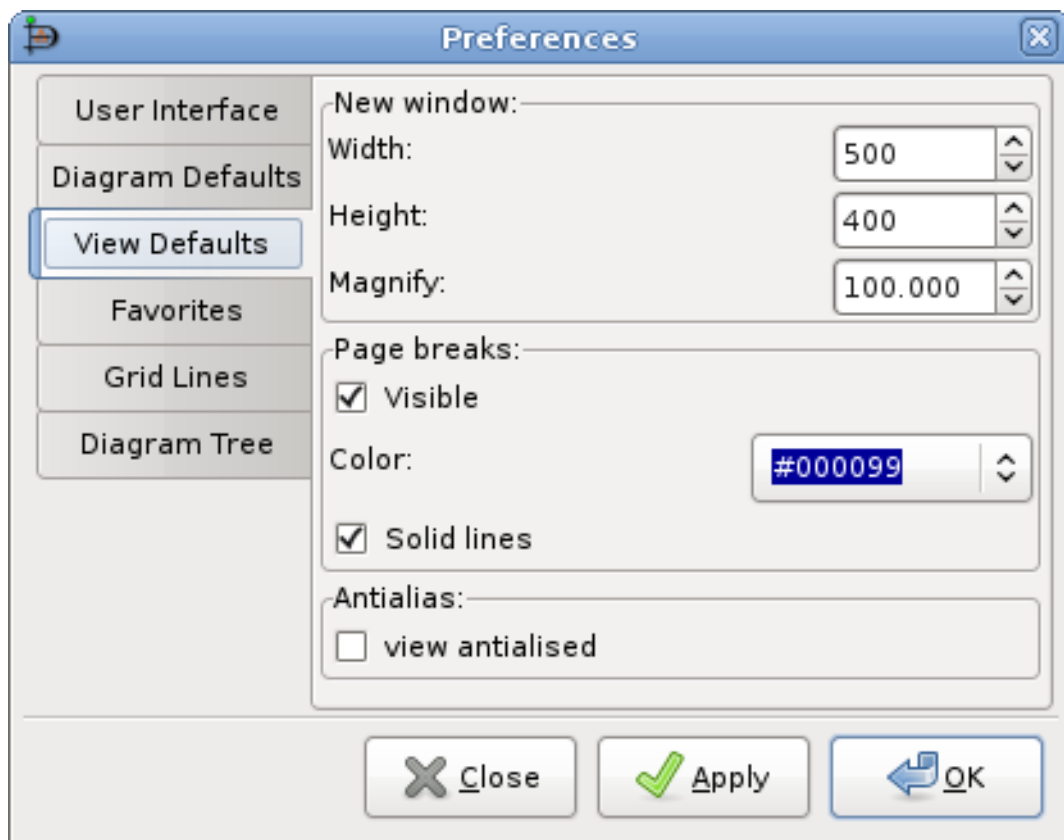 Preferences
User Interface
Diagram Defaults
View Defaults
Favorites
Grid Lines
Diagram Tree
New window:
Width: 500
Height: 400
Magnify: 100.000
Page breaks:
Visible
Color: #000099
Solid lines
Antialias:
view antialised
Close Apply OK